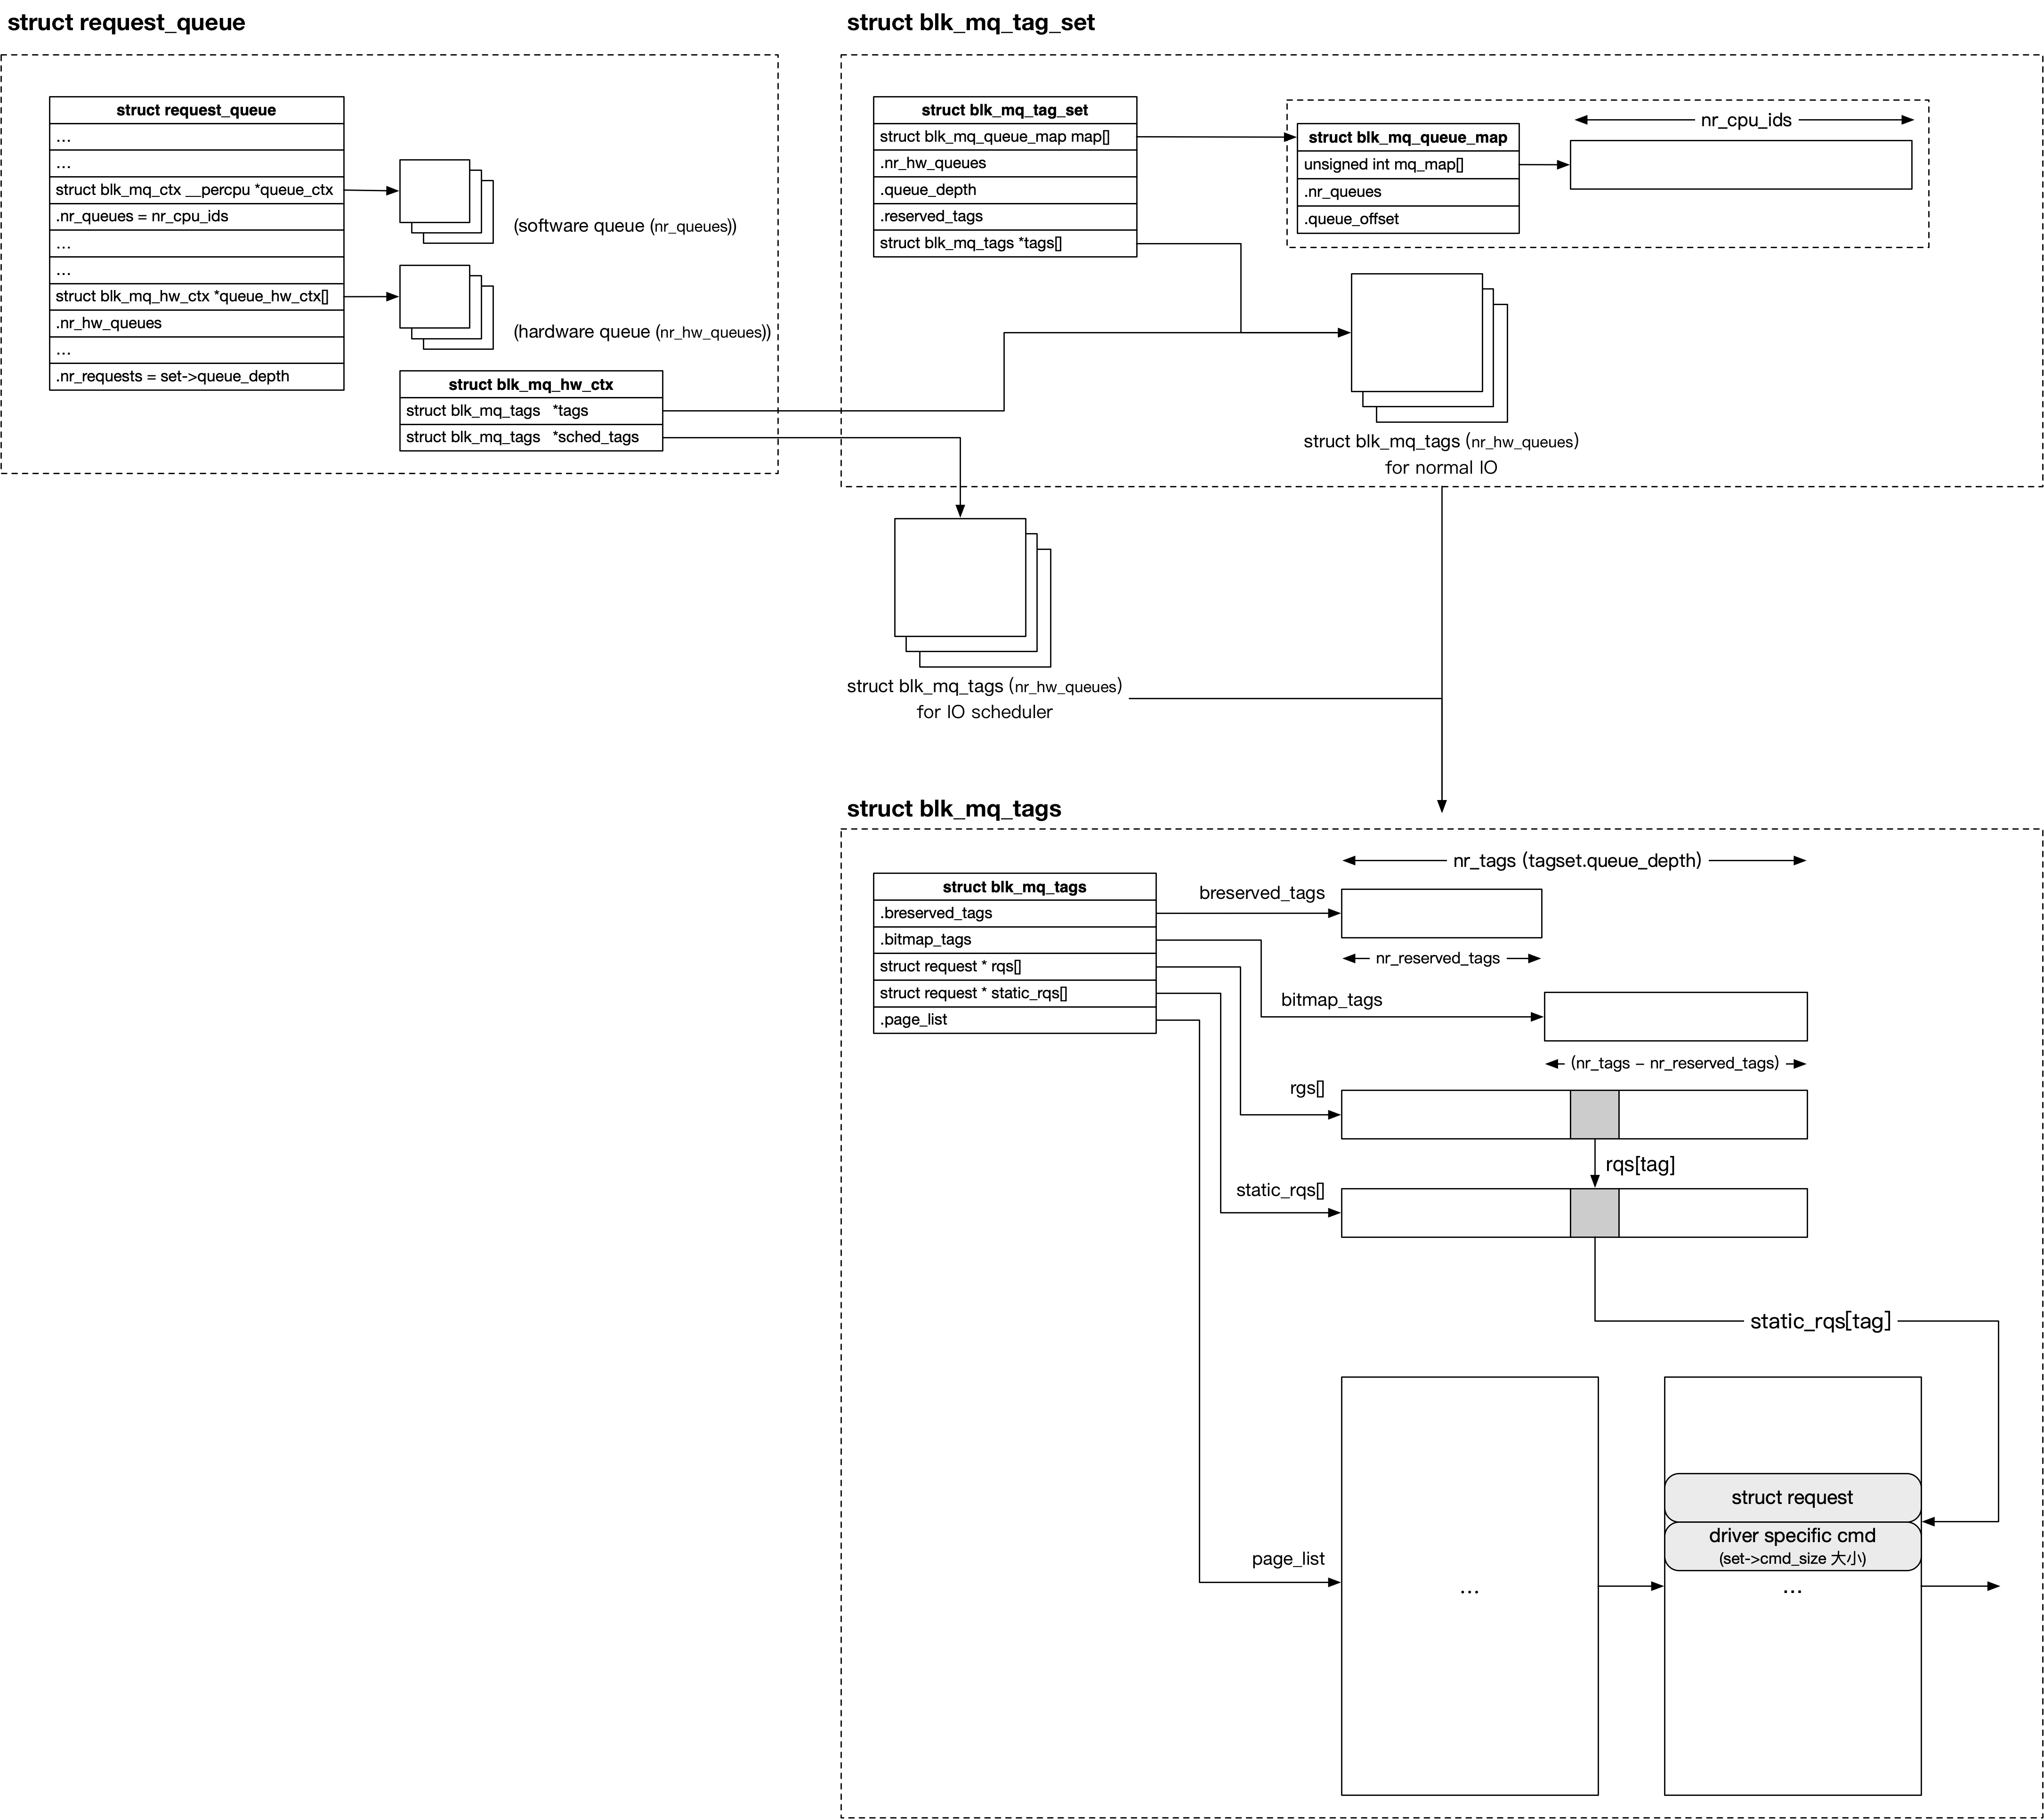 struct request_queue
struct request_queue
...
...
struct blk_mq_ctx __percpu *queue_ctx
.nr_queues = nr_cpu_ids
...
...
struct blk_mq_hw_ctx *queue_hw_ctx[]
.nr_hw_queues
...
.nr_requests = set->queue_depth
(software queue (nr_queues))
(hardware queue (nr_hw_queues))
struct blk_mq_hw_ctx
struct blk_mq_tags *tags
struct blk_mq_tags *sched_tags
struct blk_mq_tag_set
struct blk_mq_tag_set
struct blk_mq_queue_map map[]
.nr_hw_queues
.queue_depth
.reserved_tags
struct blk_mq_tags *tags[]
struct blk_mq_queue_map
unsigned int mq_map[]
.nr_queues
.queue_offset
nr_cpu_ids
struct blk_mq_tags (nr_hw_queues)
for normal IO
struct blk_mq_tags (nr_hw_queues)
for IO scheduler
struct blk_mq_tags
struct blk_mq_tags
.breserved_tags
.bitmap_tags
struct request * rqs[]
struct request * static_rqs[]
.page_list
nr_tags (tagset.queue_depth)
breserved_tags
nr_reserved_tags
bitmap_tags
(nr_tags – nr_reserved_tags)
rgs[]
rqs[tag]
static_rqs[]
static_rqs[tag]
page_list
...
struct request
driver specific cmd
(set->cmd_size 大小)
...